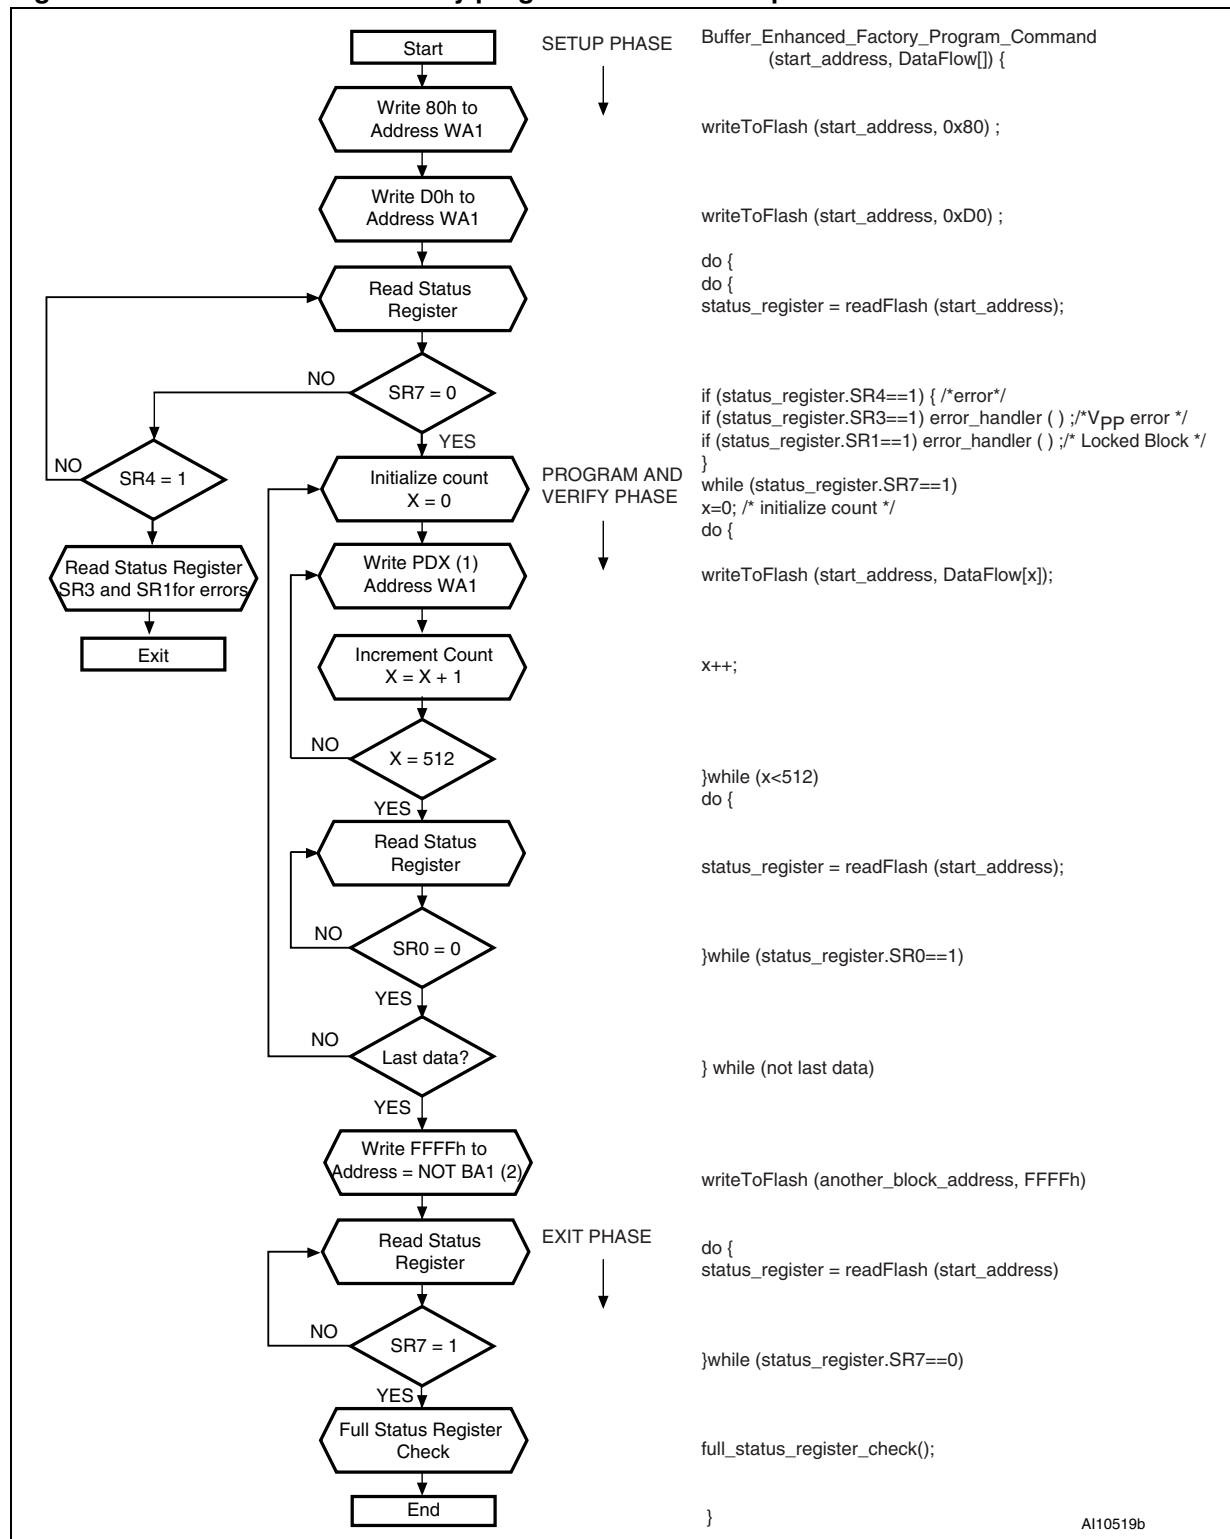 Start
SETUP PHASE
Buffer_Enhanced_Factory_Program_Command
(start_address, DataFlow[]) {
Write 80h to
Address WA1
writeToFlash (start_address, 0x80) ;
Write D0h to
Address WA1
writeToFlash (start_address, 0xD0) ;
do {
do {
Read Status
Register
status_register = readFlash (start_address);
NO
SR7 = 0
YES
if (status_register.SR4==1) { /*error*/
if (status_register.SR3==1) error_handler ( ) ;/*VPP error */
if (status_register.SR1==1) error_handler ( ) ;/* Locked Block */
}
NO
SR4 = 1
Initialize count
X = 0
PROGRAM AND
VERIFY PHASE
while (status_register.SR7==1)
x=0; /* initialize count */
do {
Read Status Register
SR3 and SR1for errors
Write PDX (1)
Address WA1
writeToFlash (start_address, DataFlow[x]);
Exit
Increment Count
X = X + 1
x++;
NO
X = 512
YES
}while (x<512)
do {
Read Status
Register
status_register = readFlash (start_address);
NO
SR0 = 0
YES
}while (status_register.SR0==1)
NO
Last data?
YES
} while (not last data)
Write FFFFh to
Address = NOT BA1 (2)
writeToFlash (another_block_address, FFFFh)
Read Status
Register
EXIT PHASE
do {
status_register = readFlash (start_address)
NO
SR7 = 1
YES
}while (status_register.SR7==0)
Full Status Register
Check
full_status_register_check();
End
}
AI10519b